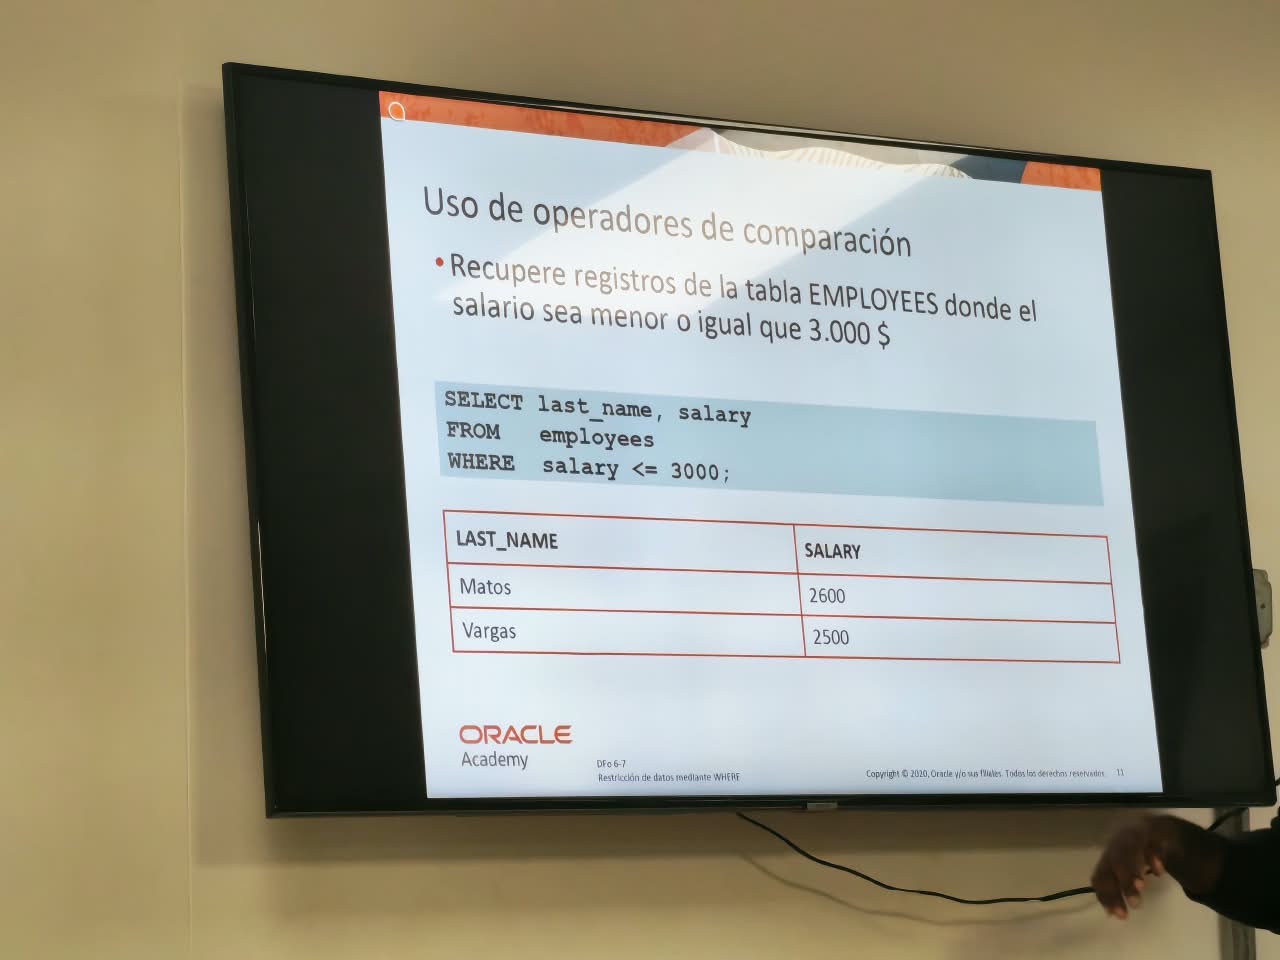 Uso de operadores de comparación
• Recupere registros de la tabla EMPLOYEES donde el
salario sea menor o igual que 3.000 $
SELECT last_name, salary
FROM employees
WHERE salary <= 3000;
LAST_NAME SALARY
Matos 2600
Vargas 2500
ORACLE
Academy
DFo 6-7
Restricción de datos mediante WHERE
Copyright © 2020, Oracle y/o sus filiales. Todos los derechos reservados. 11